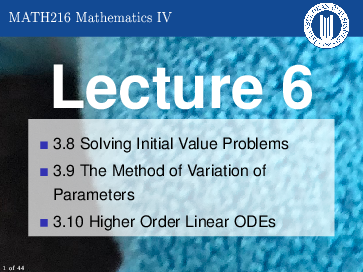 MATH216 Mathematics IV
Lecture 6
3.8 Solving Initial Value Problems
3.9 The Method of Variation of
Parameters
3.10 Higher Order Linear ODEs
1 of 44